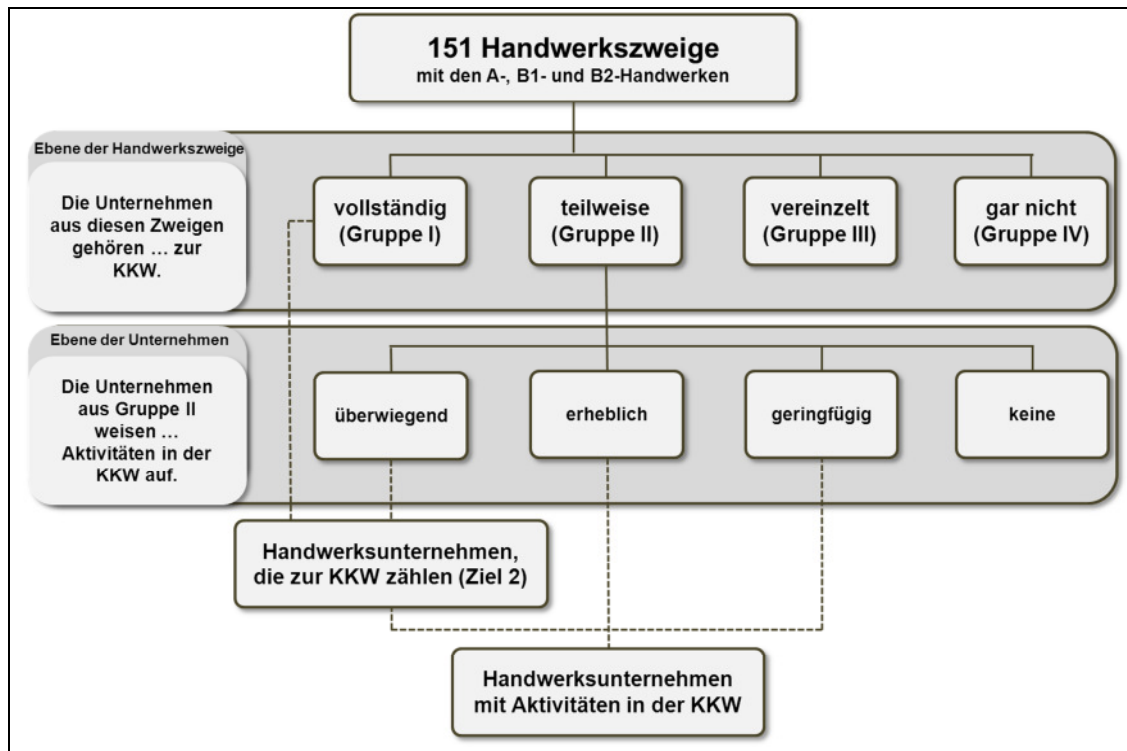 151 Handwerkszweige
mit den A-, B1- und B2-Handwerken
Ebene der Handwerkszweige
Die Unternehmen
aus diesen Zweigen
gehören … zur
KKW.
vollständig
(Gruppe I)
teilweise
(Gruppe II)
vereinzelt
(Gruppe III)
gar nicht
(Gruppe IV)
Ebene der Unternehmen
Die Unternehmen
aus Gruppe II
weisen …
Aktivitäten in der
KKW auf.
überwiegend
erheblich
geringfügig
keine
Handwerksunternehmen,
die zur KKW zählen (Ziel 2)
Handwerksunternehmen
mit Aktivitäten in der KKW